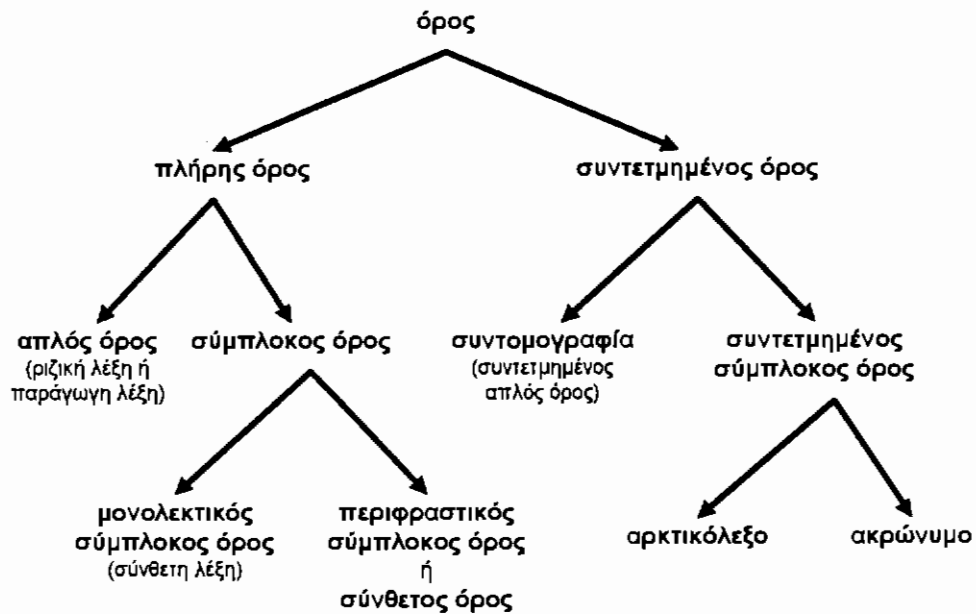 όρος
πλήρης όρος
συντετμημένος όρος
απλός όρος
(ριζική λέξη ή
παράγωγη λέξη)
σύμπλοκος όρος
συντομογραφία
(συντετμημένος
απλός όρος)
συντετμημένος
σύμπλοκος όρος
μονολεκτικός
σύμπλοκος όρος
(σύνθετη λέξη)
περιφραστικός
σύμπλοκος όρος
ή
σύνθετος όρος
αρκτικόλεξο
ακρώνυμο